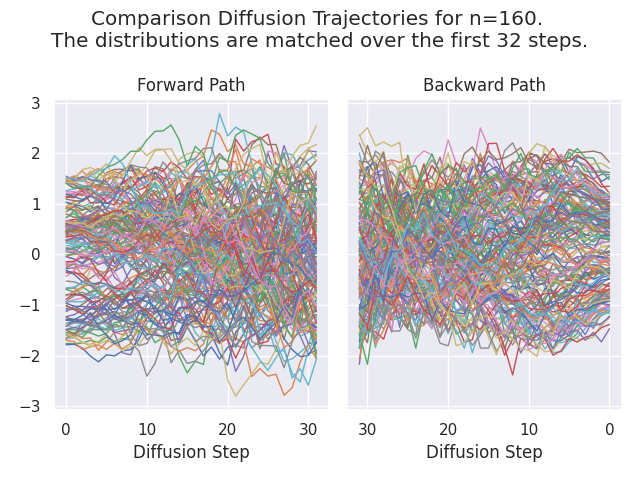 Comparison Diffusion Trajectories for n=160.
The distributions are matched over the first 32 steps.
Forward Path
Backward Path
3
2
1
0
−1
−2
−3
0 10 20 30
30 20 10 0
Diffusion Step
Diffusion Step